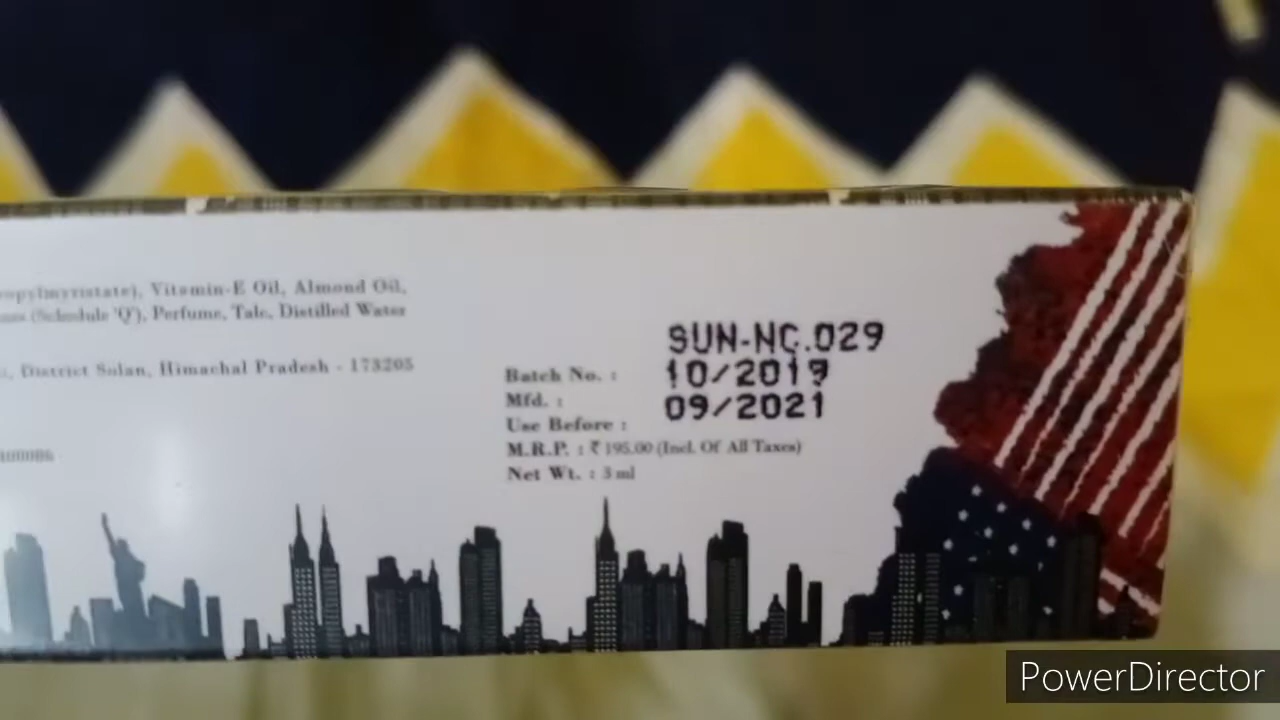 Vitamin-E Oil, Almond Oil,
(Schedule 'Q'), Perfume, Talc, Distilled Water
District Solan, Himachal Pradesh - 173205
400086
SUN-NC.029
10/2019
09/2021
Batch No. :
Mfd. :
Use Before :
M.R.P. : ₹ 195.00 (Incl. Of All Taxes)
Net Wt. : 3 ml
PowerDirector